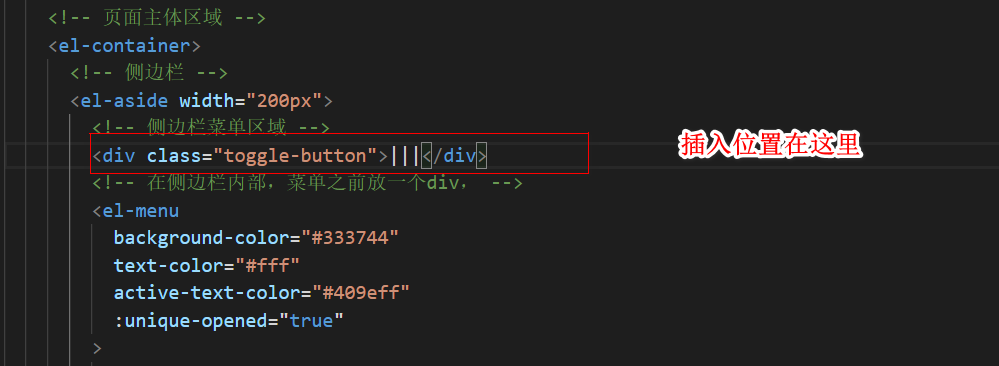 <!-- 页面主体区域 -->
<el-container>
<!-- 侧边栏 -->
<el-aside width="200px">
<!-- 侧边栏菜单区域 -->
<div class="toggle-button">|||</div>
插入位置在这里
<!-- 在侧边栏内部，菜单之前放一个div， -->
<el-menu
background-color="#333744"
text-color="#fff"
active-text-color="#409eff"
:unique-opened="true"
>